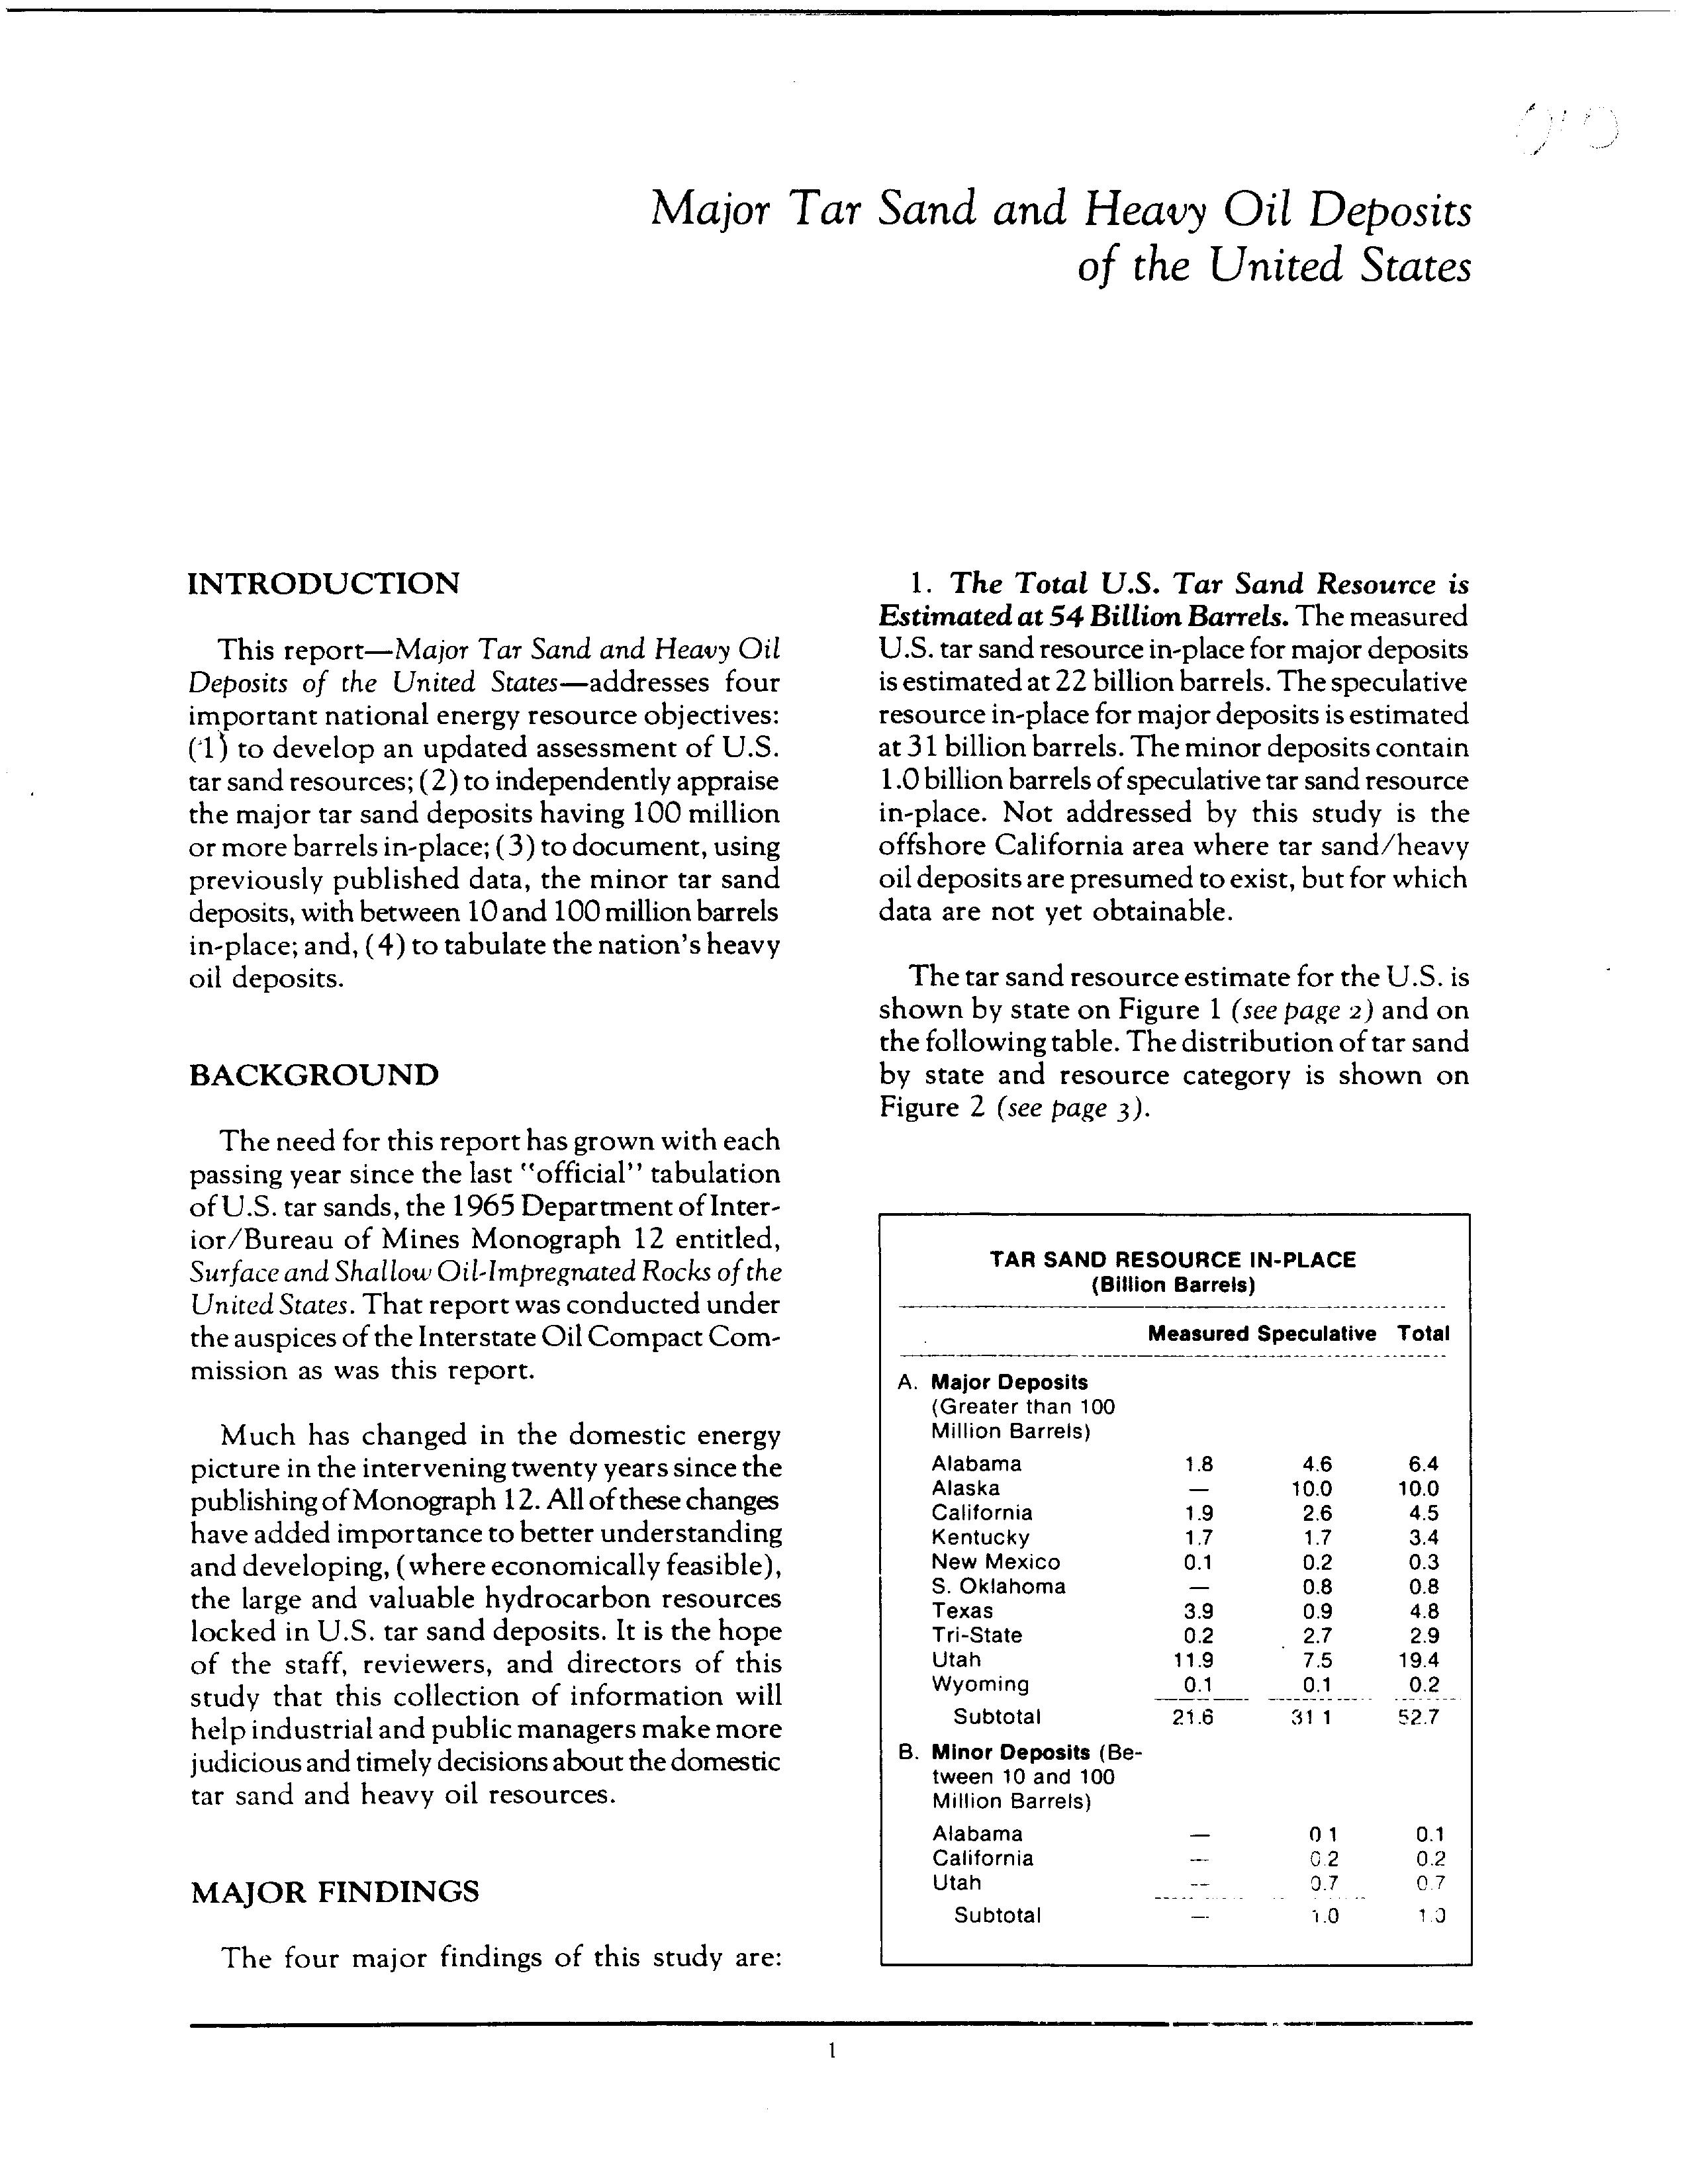 Major Tar Sand and Heavy Oil Deposits
of the United States
INTRODUCTION
This report—Major Tar Sand and Heavy Oil
Deposits of the United States—addresses four
important national energy resource objectives:
(1) to develop an updated assessment of U.S.
tar sand resources; (2) to independently appraise
the major tar sand deposits having 100 million
or more barrels in-place; (3) to document, using
previously published data, the minor tar sand
deposits, with between 10 and 100 million barrels
in-place; and, (4) to tabulate the nation's heavy
oil deposits.
BACKGROUND
The need for this report has grown with each
passing year since the last "official" tabulation
of U.S. tar sands, the 1965 Department of Inter-
ior/Bureau of Mines Monograph 12 entitled,
Surface and Shallow Oil-Impregnated Rocks of the
United States. That report was conducted under
the auspices of the Interstate Oil Compact Com-
mission as was this report.
Much has changed in the domestic energy
picture in the intervening twenty years since the
publishing of Monograph 12. All of these changes
have added importance to better understanding
and developing, (where economically feasible),
the large and valuable hydrocarbon resources
locked in U.S. tar sand deposits. It is the hope
of the staff, reviewers, and directors of this
study that this collection of information will
help industrial and public managers make more
judicious and timely decisions about the domestic
tar sand and heavy oil resources.
MAJOR FINDINGS
The four major findings of this study are:
1. The Total U.S. Tar Sand Resource is
Estimated at 54 Billion Barrels. The measured
U.S. tar sand resource in-place for major deposits
is estimated at 22 billion barrels. The speculative
resource in-place for major deposits is estimated
at 31 billion barrels. The minor deposits contain
1.0 billion barrels of speculative tar sand resource
in-place. Not addressed by this study is the
offshore California area where tar sand/heavy
oil deposits are presumed to exist, but for which
data are not yet obtainable.
The tar sand resource estimate for the U.S. is
shown by state on Figure 1 (see page 2) and on
the following table. The distribution of tar sand
by state and resource category is shown on
Figure 2 (see page 3).
TAR SAND RESOURCE IN-PLACE
(Billion Barrels)
Measured Speculative Total
A. Major Deposits
(Greater than 100
Million Barrels)
Alabama 1.8 4.6 6.4
Alaska — 10.0 10.0
California 1.9 2.6 4.5
Kentucky 1.7 1.7 3.4
New Mexico 0.1 0.2 0.3
S. Oklahoma — 0.8 0.8
Texas 3.9 0.9 4.8
Tri-State 0.2 2.7 2.9
Utah 11.9 7.5 19.4
Wyoming 0.1 0.1 0.2
Subtotal 21.6 31 1 52.7
B. Minor Deposits (Be-
tween 10 and 100
Million Barrels)
Alabama — 0 1 0.1
California — 0.2 0.2
Utah -- 0.7 0.7
Subtotal — 1.0 1.0
1